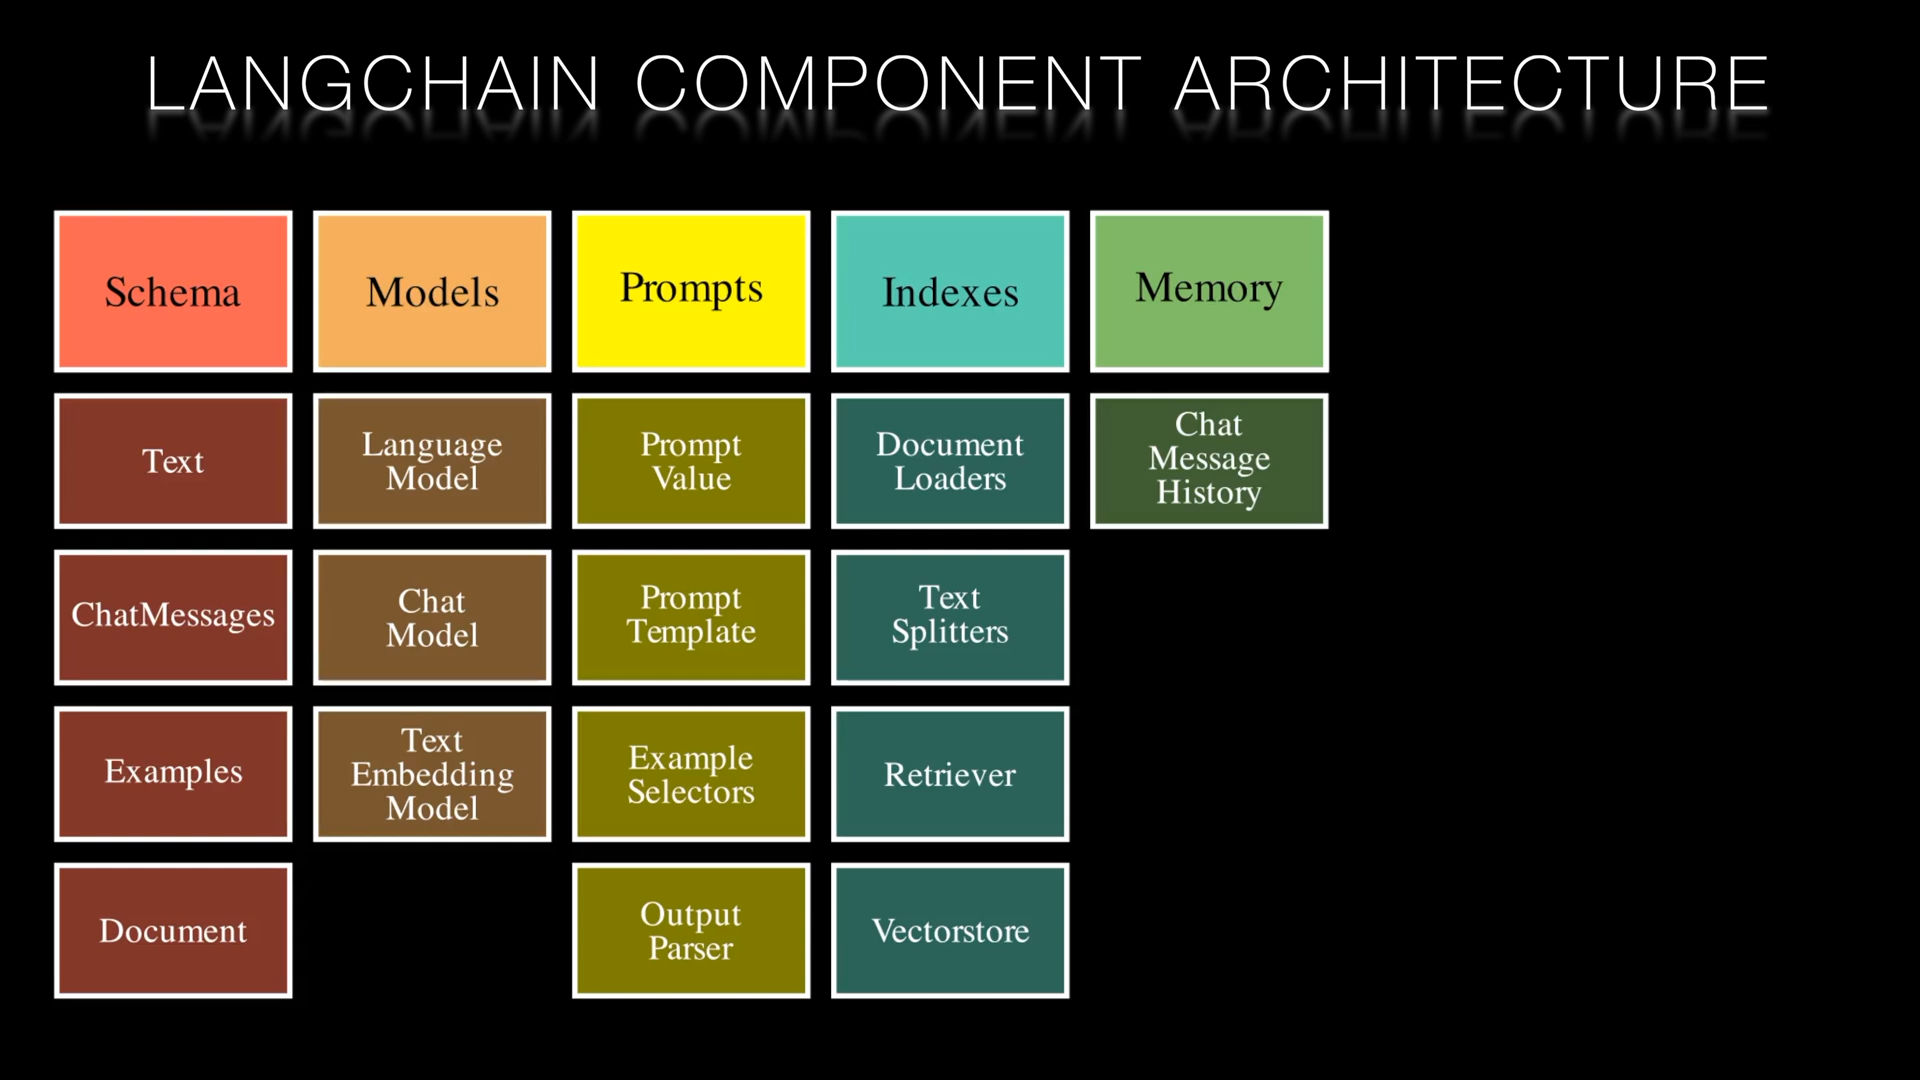 LANGCHAIN COMPONENT ARCHITECTURE
Schema
Models
Prompts
Indexes
Memory
Text
Language
Model
Prompt
Value
Document
Loaders
Chat
Message
History
ChatMessages
Chat
Model
Prompt
Template
Text
Splitters
Examples
Text
Embedding
Model
Example
Selectors
Retriever
Document
Output
Parser
Vectorstore